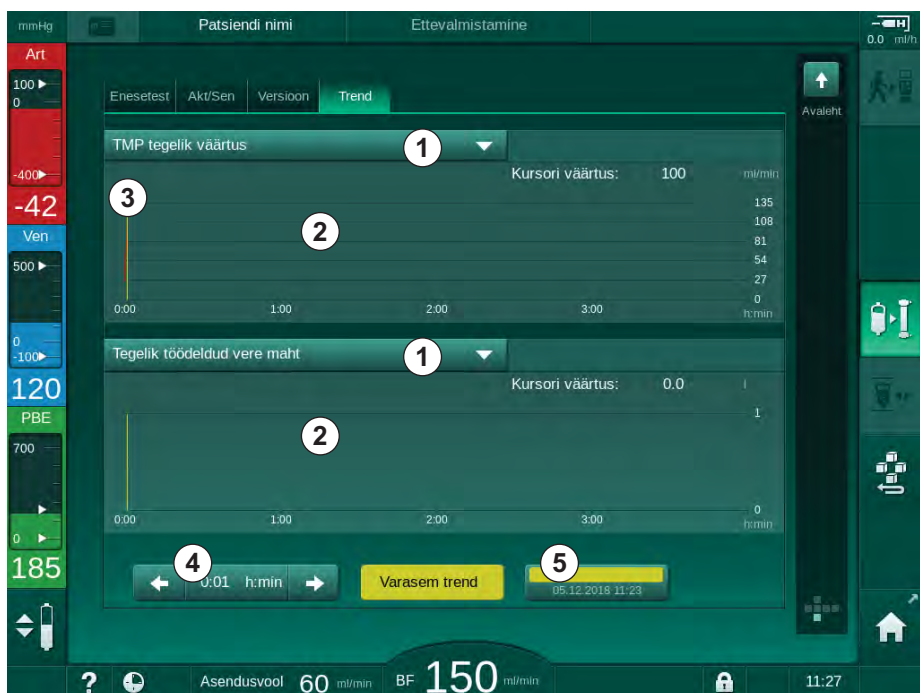 mmHg
Patsiendi nimi
Ettevalmistamine
0.0 ml/h
Art
100
0
-400
-42
Ven
500
0
-100
120
PBE
700
0
185
Enesetest
Akt/Sen
Versioon
Trend
Avaleht
TMP tegelik väärtus
1
Kursori väärtus: 100 ml/min
3
2
135
108
81
54
27
0
0:00 1:00 2:00 3:00 h:min
Tegelik töödeldud vere maht
1
Kursori väärtus: 0.0 l
2
1
0
0:00 1:00 2:00 3:00 h:min
4
0:01 h:min
Varasem trend
5
05.12.2018 11:23
? Asendusvool 60 ml/min BF 150 ml/min 11:27